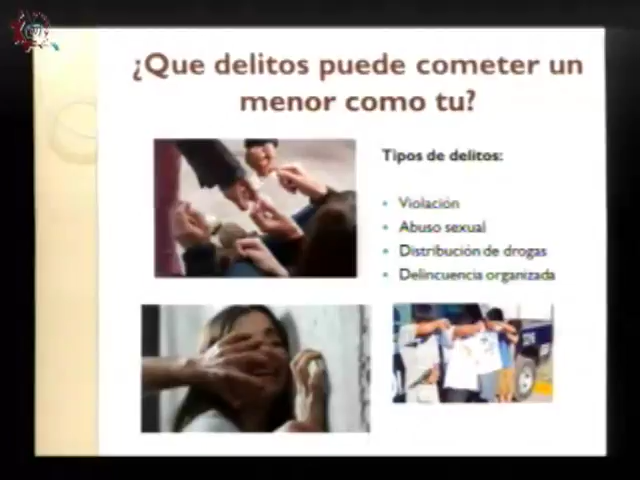 ¿Que delitos puede cometer un
menor como tu?
Tipos de delitos:
• Violación
• Abuso sexual
• Distribución de drogas
• Delincuencia organizada